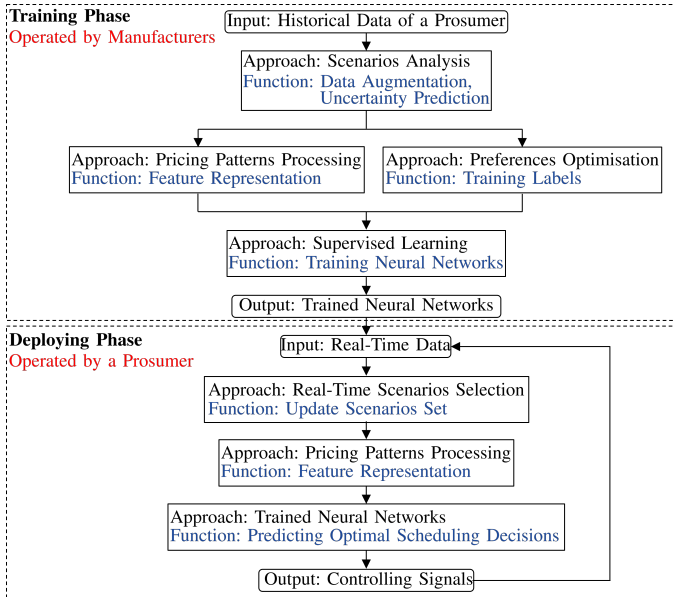 Training Phase
Operated by Manufacturers
Input: Historical Data of a Prosumer
Approach: Scenarios Analysis
Function: Data Augmentation,
Uncertainty Prediction
Approach: Pricing Patterns Processing
Function: Feature Representation
Approach: Preferences Optimisation
Function: Training Labels
Approach: Supervised Learning
Function: Training Neural Networks
Output: Trained Neural Networks
Deploying Phase
Operated by a Prosumer
Input: Real-Time Data
Approach: Real-Time Scenarios Selection
Function: Update Scenarios Set
Approach: Pricing Patterns Processing
Function: Feature Representation
Approach: Trained Neural Networks
Function: Predicting Optimal Scheduling Decisions
Output: Controlling Signals